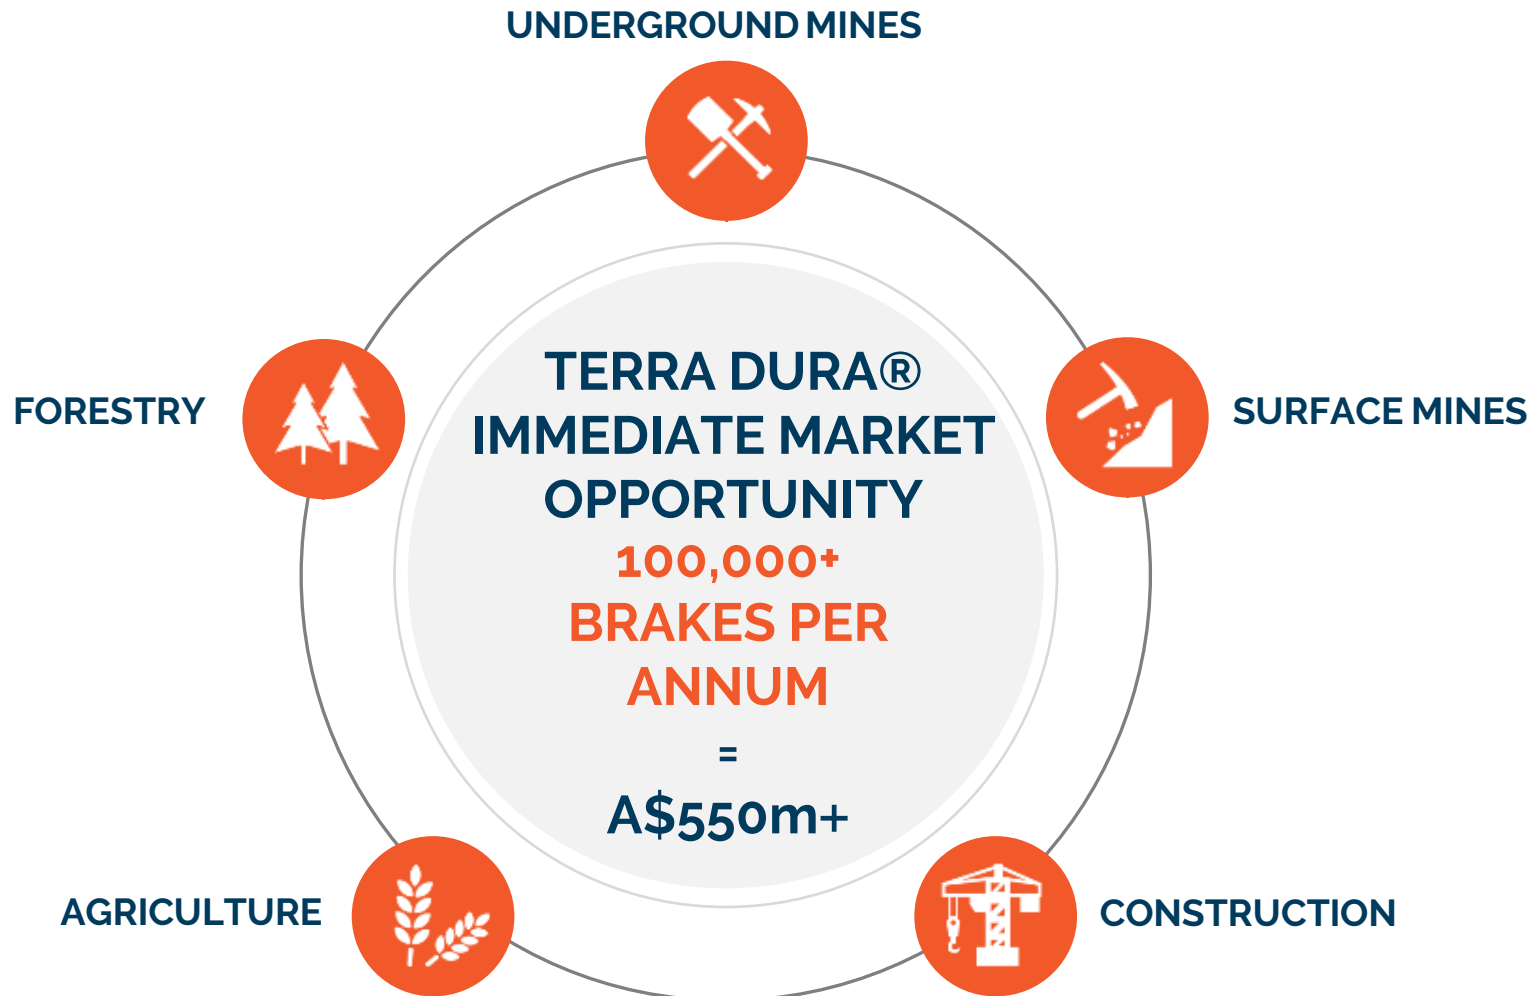 UNDERGROUND MINES
FORESTRY
SURFACE MINES
TERRA DURA®
IMMEDIATE MARKET
OPPORTUNITY
100,000+
BRAKES PER
ANNUM
=
A$550m+
AGRICULTURE
CONSTRUCTION